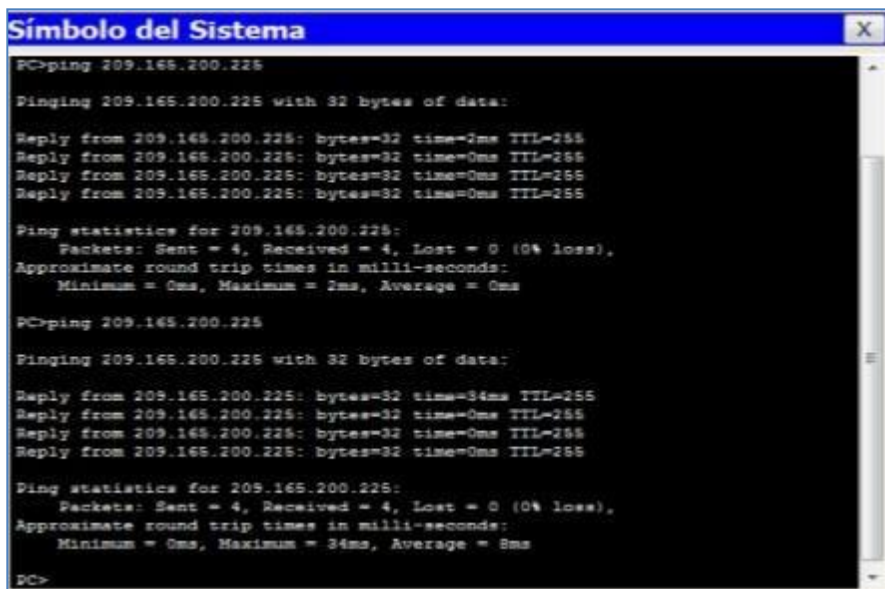 Símbolo del Sistema
X
PC>ping 209.165.200.225
Pinging 209.165.200.225 with 32 bytes of data:
Reply from 209.165.200.225: bytes=32 time=2ms TTL=255
Reply from 209.165.200.225: bytes=32 time=0ms TTL=255
Reply from 209.165.200.225: bytes=32 time=0ms TTL=255
Reply from 209.165.200.225: bytes=32 time=0ms TTL=255
Ping statistics for 209.165.200.225:
Packets: Sent = 4, Received = 4, Lost = 0 (0% loss),
Approximate round trip times in milli-seconds:
Minimum = 0ms, Maximum = 2ms, Average = 0ms
PC>ping 209.165.200.225
Pinging 209.165.200.225 with 32 bytes of data:
Reply from 209.165.200.225: bytes=32 time=34ms TTL=255
Reply from 209.165.200.225: bytes=32 time=0ms TTL=255
Reply from 209.165.200.225: bytes=32 time=0ms TTL=255
Reply from 209.165.200.225: bytes=32 time=0ms TTL=255
Ping statistics for 209.165.200.225:
Packets: Sent = 4, Received = 4, Lost = 0 (0% loss),
Approximate round trip times in milli-seconds:
Minimum = 0ms, Maximum = 34ms, Average = 8ms
PC>